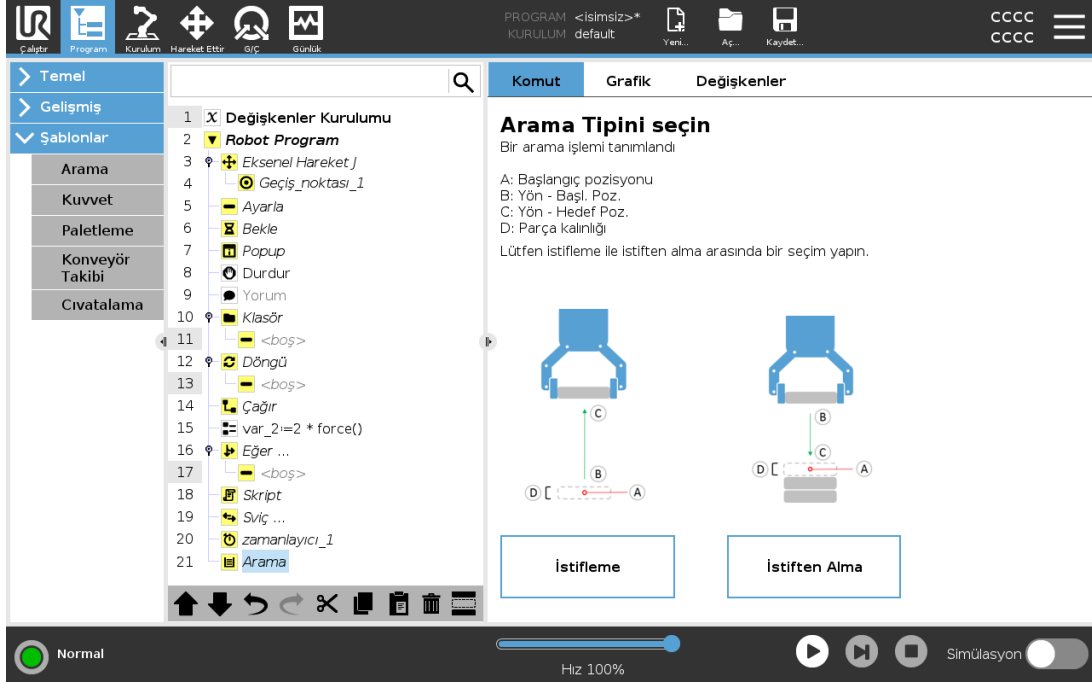 PROGRAM <isimsiz>*
KURULUM default
Çalıştır Program Kurulum Hareket Ettir G/Ç Günlük Yeni... Aç... Kaydet...
CCCC
CCCC
Temel
Gelişmiş
Şablonlar
Arama
Kuvvet
Paletleme
Konveyör
Takibi
Cıvatalama
1 X Değişkenler Kurulumu
2 Robot Program
3 Eksenel Hareket J
4 Geçiş_noktası_1
5 Ayarla
6 Bekle
7 Popup
8 Durdur
9 Yorum
10 Klasör
11 <boş>
12 Döngü
13 <boş>
14 Çağır
15 var_2≔2 * force()
16 Eğer ...
17 <boş>
18 Skript
19 Sviç ...
20 zamanlayıcı_1
21 Arama
Komut Grafik Değişkenler
Arama Tipini seçin
Bir arama işlemi tanımlandı
A: Başlangıç pozisyonu
B: Yön - Başl. Poz.
C: Yön - Hedef Poz.
D: Parça kalınlığı
Lütfen istifleme ile istiften alma arasında bir seçim yapın.
C
B
D A
B
C
D A
İstifleme İstiften Alma
Normal
Hız 100%
Simülasyon